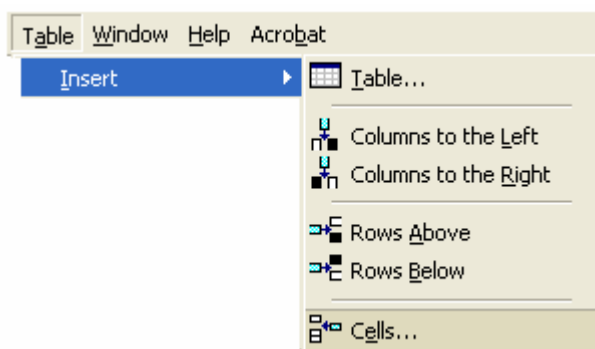 Table Window Help Acrobat
Insert
Table...
Columns to the Left
Columns to the Right
Rows Above
Rows Below
Cells...